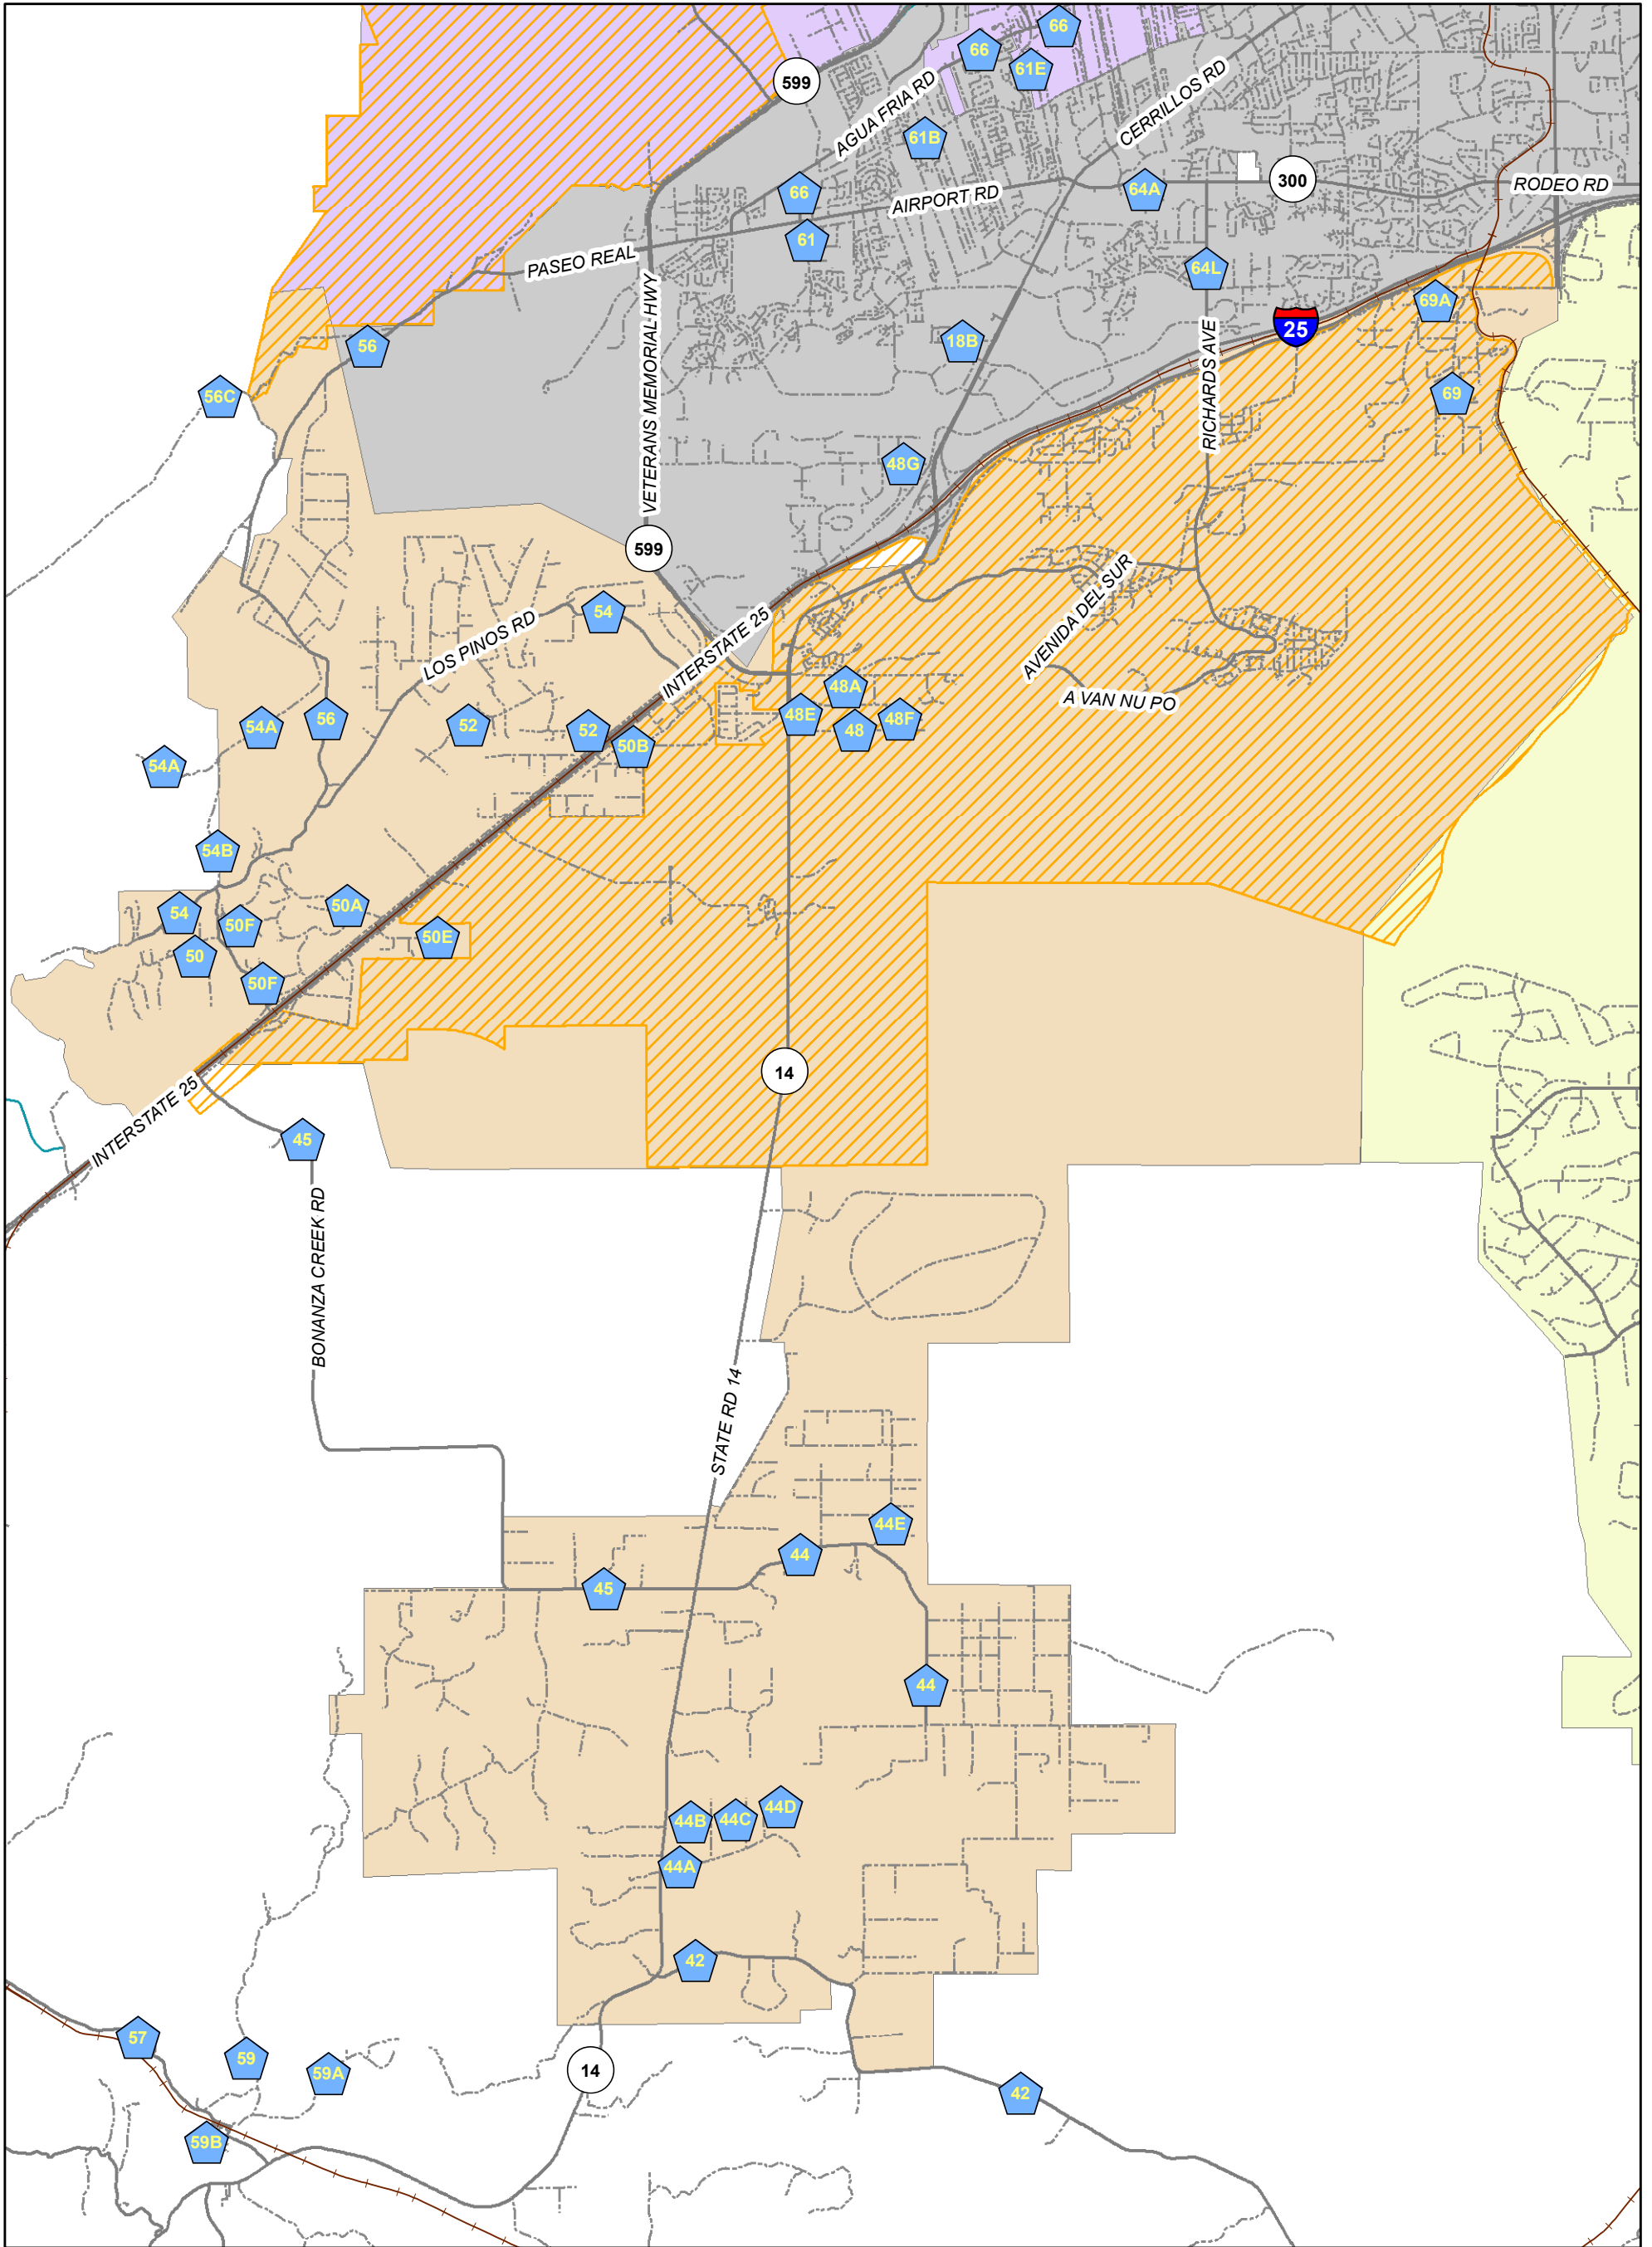 66
66
599
61E
AGUA FRIA RD
CERRILLOS RD
61B
300
RODEO RD
66
64A
AIRPORT RD
61
PASEO REAL
64L
69A
25
VETERANS MEMORIAL HWY
18B
56
RICHARDS AVE
56C
69
48G
599
54
LOS PINOS RD
AVENIDA DEL SUR
INTERSTATE 25
48A
A VAN NU PO
54A
56
52
52
50B
48E
48
48F
54A
54B
50A
54
50F
50E
50
50F
14
INTERSTATE 25
45
BONANZA CREEK RD
STATE RD 14
44E
44
45
44
44D
44B
44C
44A
42
57
59
59A
14
42
59B